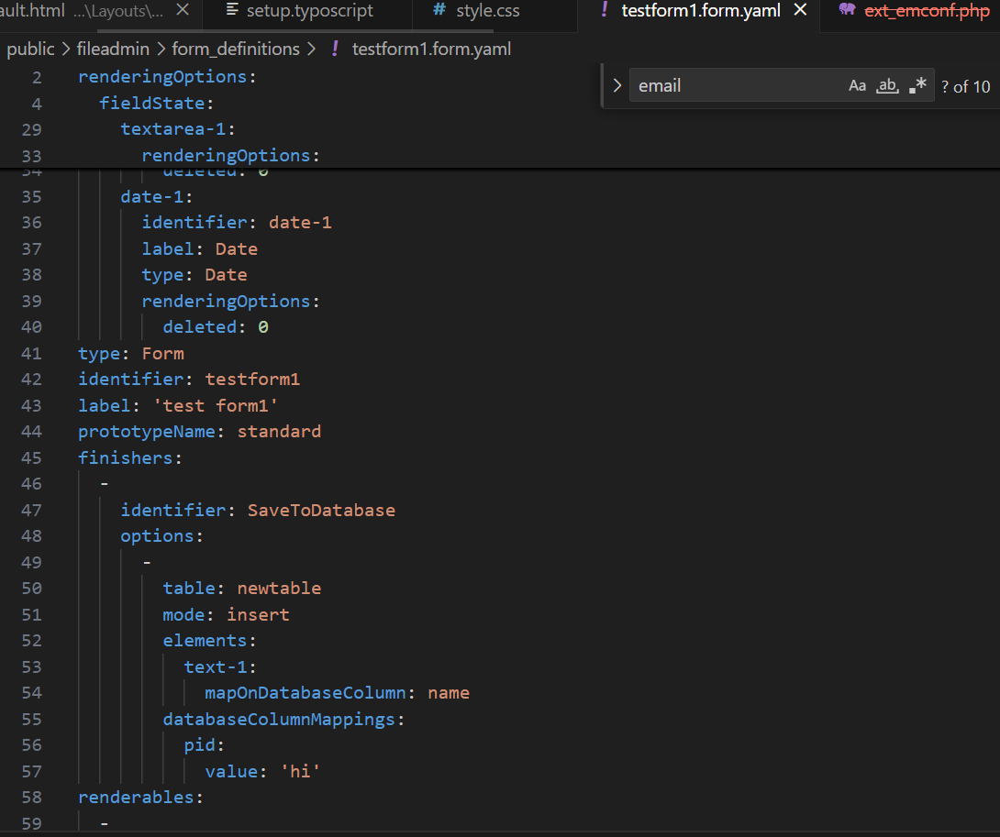 ault.html ...\Layouts\... setup.typoscript # style.css ! testform1.form.yaml ext_emconf.php
public > fileadmin > form_definitions > ! testform1.form.yaml
email Aa ab .* ? of 10
2 renderingOptions:
4 fieldState:
29 textarea-1:
33 renderingOptions:
34 deleted: 0
35 date-1:
36 identifier: date-1
37 label: Date
38 type: Date
39 renderingOptions:
40 deleted: 0
41 type: Form
42 identifier: testform1
43 label: 'test form1'
44 prototypeName: standard
45 finishers:
46 -
47 identifier: SaveToDatabase
48 options:
49 -
50 table: newtable
51 mode: insert
52 elements:
53 text-1:
54 mapOnDatabaseColumn: name
55 databaseColumnMappings:
56 pid:
57 value: 'hi'
58 renderables:
59 -